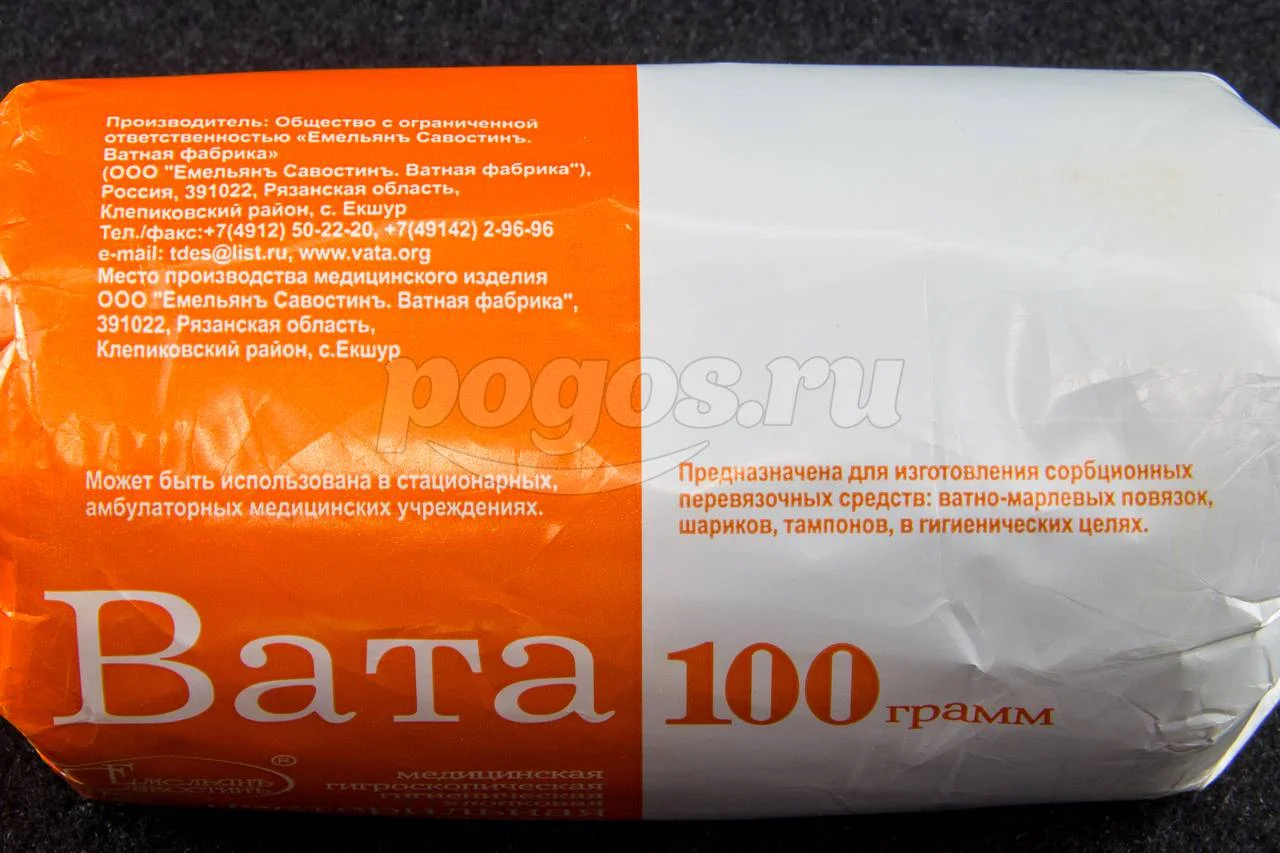 Производитель: Общество с ограниченной
ответственностью «Емельянъ Савостинъ.
Ватная фабрика»
(ООО "Емельянъ Савостинъ. Ватная фабрика"),
Россия, 391022, Рязанская область,
Клепиковский район, с. Екшур
Тел./факс:+7(4912) 50-22-20, +7(49142) 2-96-96
e-mail: tdes@list.ru, www.vata.org
Место производства медицинского изделия
ООО "Емельянъ Савостинъ. Ватная фабрика",
391022, Рязанская область,
Клепиковский район, с.Екшур
pogos.ru
Может быть использована в стационарных,
амбулаторных медицинских учреждениях.
Предназначена для изготовления сорбционных
перевязочных средств: ватно-марлевых повязок,
шариков, тампонов, в гигиенических целях.
Вата 100 грамм
Емельянъ ®
Савостинъ
медицинская
гигроскопическая
гигиеническая
хлопковая